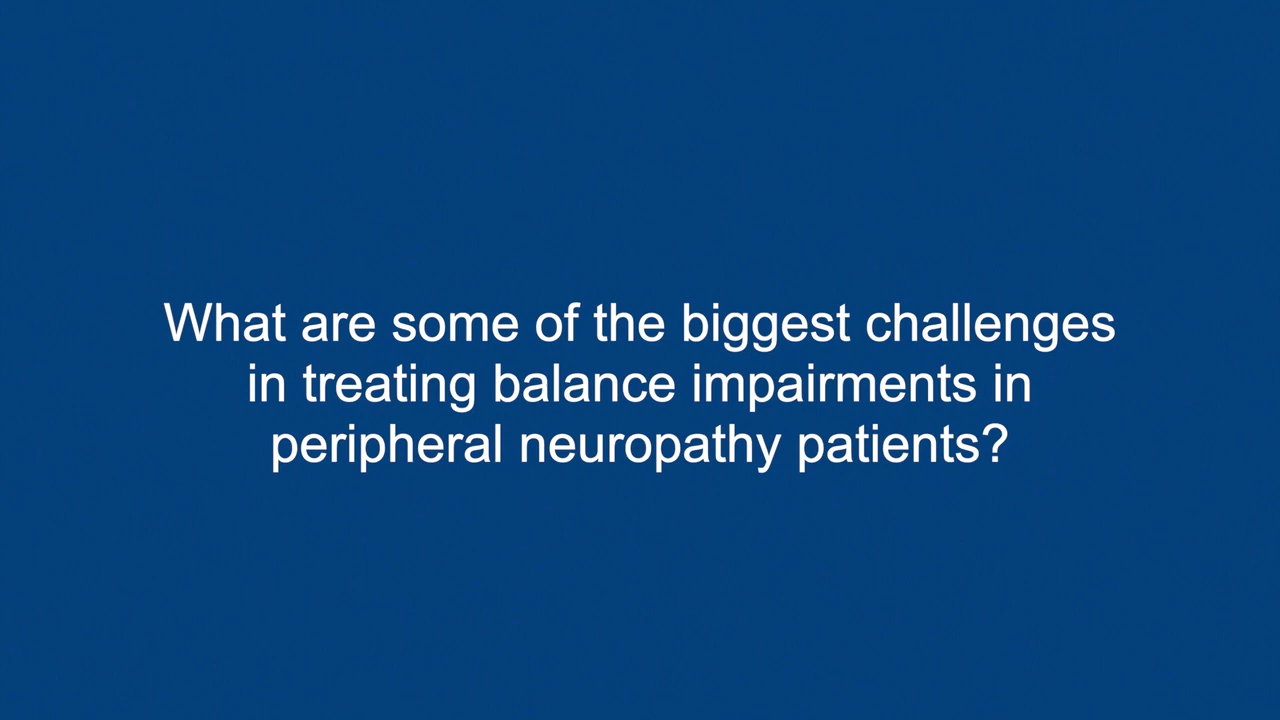 What are some of the biggest challenges
in treating balance impairments in
peripheral neuropathy patients?